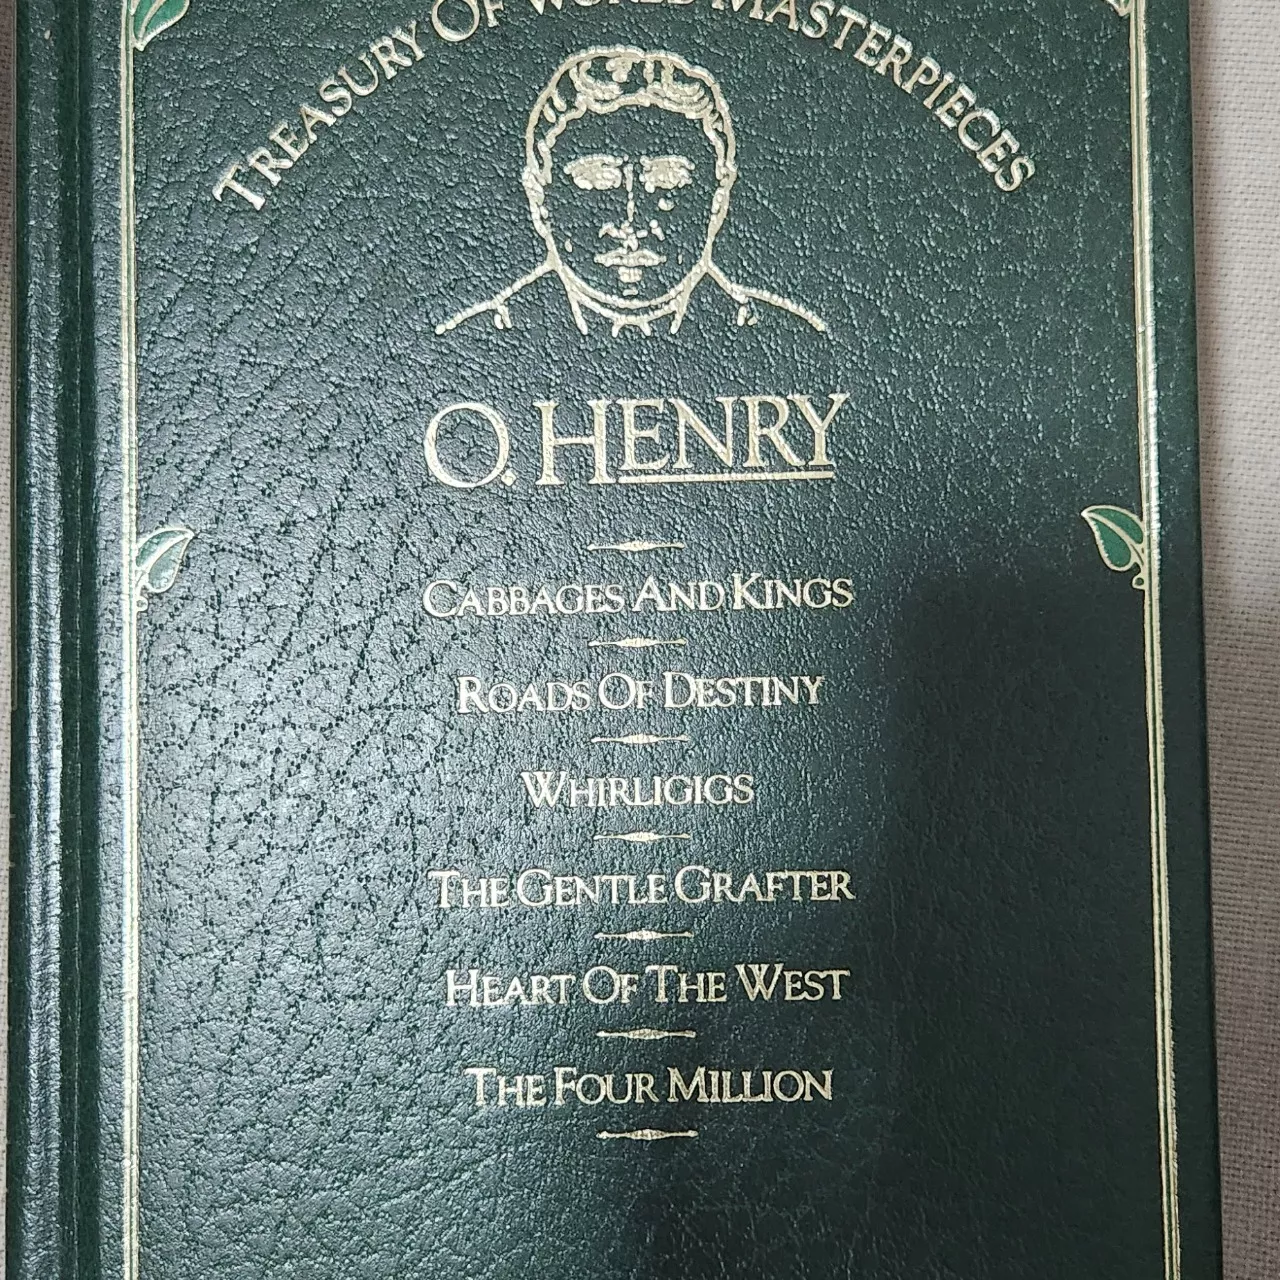 TREASURY OF WORLD MASTERPIECES
O. HENRY
CABBAGES AND KINGS
ROADS OF DESTINY
WHIRLIGIGS
THE GENTLE GRAFTER
HEART OF THE WEST
THE FOUR MILLION